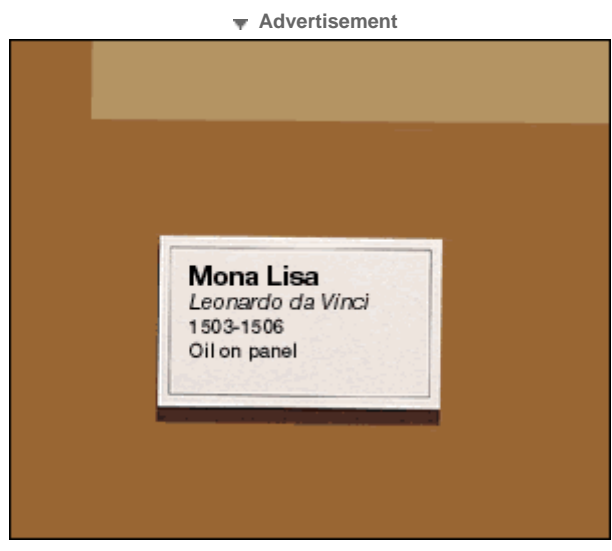 Advertisement
Mona Lisa
Leonardo da Vinci
1503-1506
Oil on panel